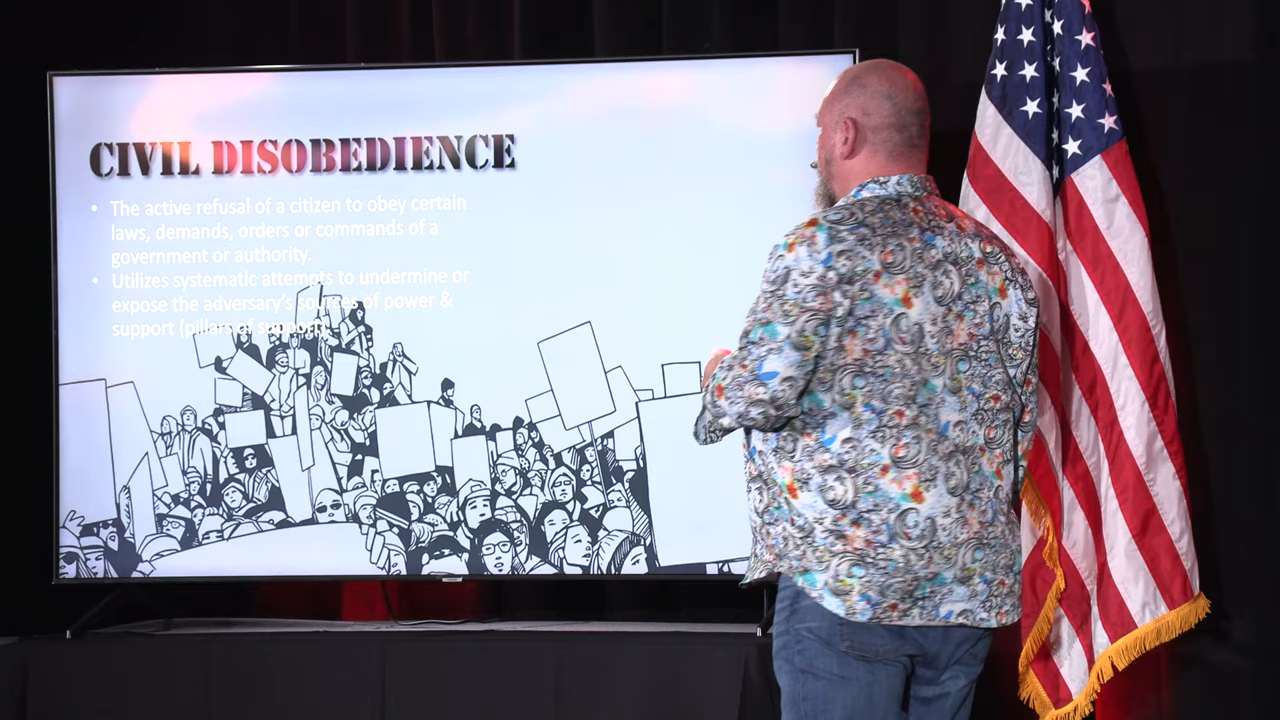 CIVIL DISOBEDIENCE
• The active refusal of a citizen to obey certain
laws, demands, orders or commands of a
government or authority.
• Utilizes systematic attempts to undermine or
expose the adversary's sources of power &
support (pillars of support)